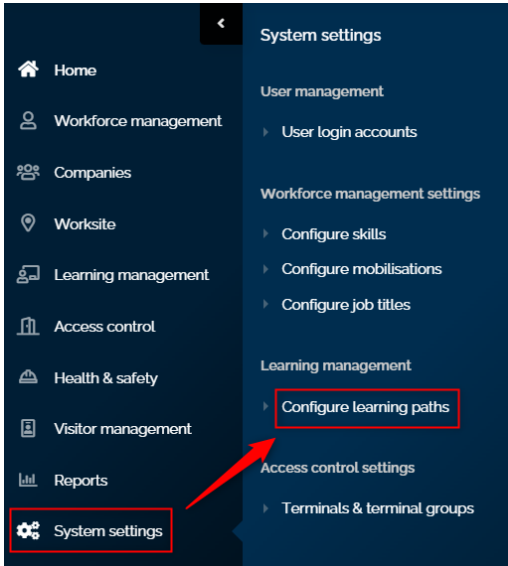 Home
Workforce management
Companies
Worksite
Learning management
Access control
Health & safety
Visitor management
Reports
System settings
System settings
User management
User login accounts
Workforce management settings
Configure skills
Configure mobilisations
Configure job titles
Learning management
Configure learning paths
Access control settings
Terminals & terminal groups